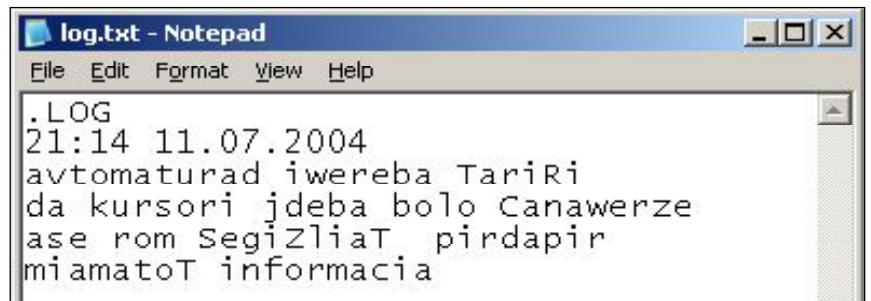 log.txt - Notepad
File Edit Format View Help
.LOG
21:14 11.07.2004
avtomaturad iwereba TariRi
da kursori jdeba bolo Canawerze
ase rom SegiZliaT pirdapir
miamatoT informacia